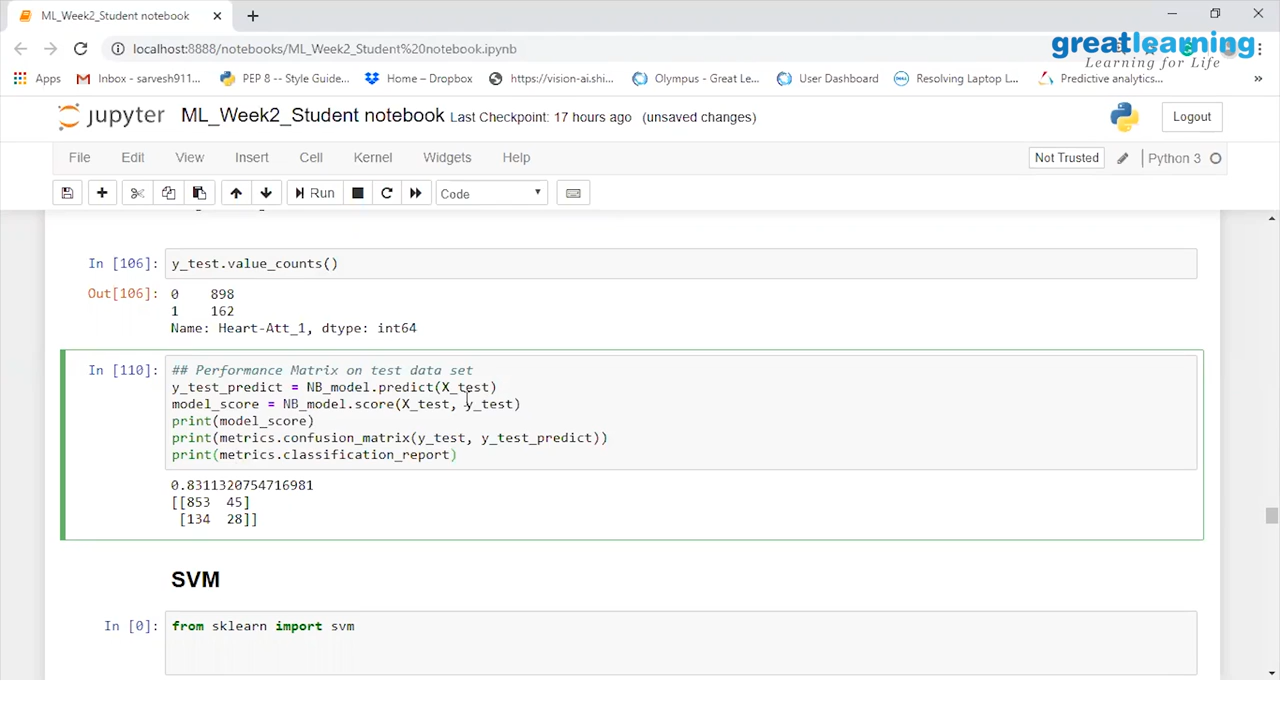 ML_Week2_Student notebook
localhost:8888/notebooks/ML_Week2_Student%20notebook.ipynb
greatlearning
Learning for Life
Apps
Inbox - sarvesh911...
PEP 8 -- Style Guide...
Home – Dropbox
https://vision-ai.shi...
Olympus - Great Le...
User Dashboard
Resolving Laptop L...
Predictive analytics...
»
jupyter ML_Week2_Student notebook Last Checkpoint: 17 hours ago (unsaved changes)
Logout
File Edit View Insert Cell Kernel Widgets Help
Not Trusted
Python 3
Run
Code
In [106]: y_test.value_counts()
Out[106]: 0 898
1 162
Name: Heart-Att_1, dtype: int64
In [110]: ## Performance Matrix on test data set
y_test_predict = NB_model.predict(X_test)
model_score = NB_model.score(X_test, y_test)
print(model_score)
print(metrics.confusion_matrix(y_test, y_test_predict))
print(metrics.classification_report)
0.8311320754716981
[[853 45]
[134 28]]
SVM
In [0]: from sklearn import svm